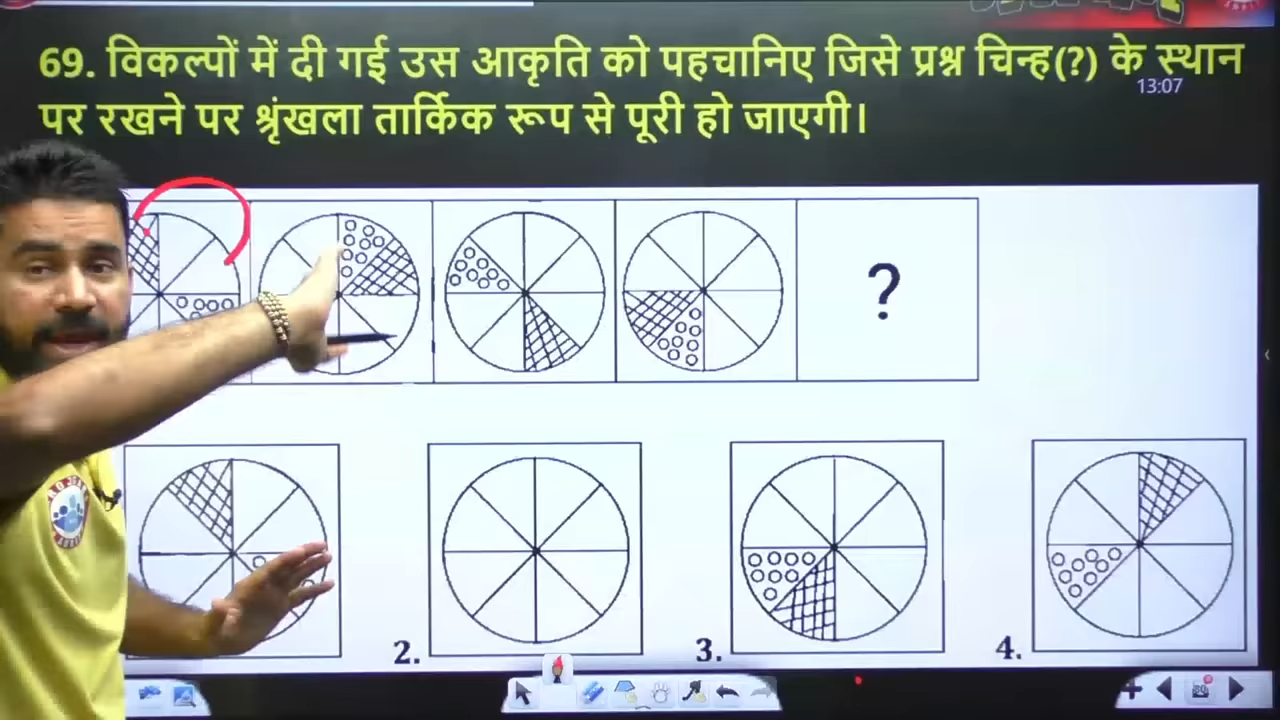 69. विकल्पों में दी गई उस आकृति को पहचानिए जिसे प्रश्न चिन्ह(?) के स्थान
13:07
पर रखने पर श्रृंखला तार्किक रूप से पूरी हो जाएगी।
?
2.
3.
4.